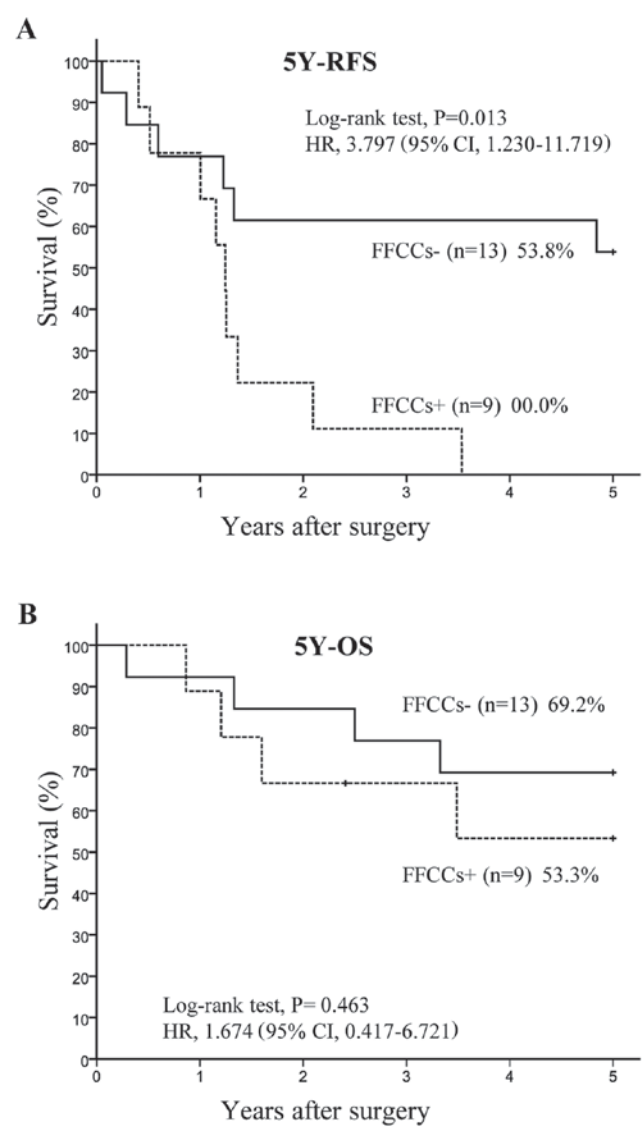 A
5Y-RFS
Log-rank test, P=0.013
HR, 3.797 (95% CI, 1.230-11.719)
FFCCs- (n=13) 53.8%
FFCCs+ (n=9) 00.0%
Survival (%)
100
90
80
70
60
50
40
30
20
10
0
0 1 2 3 4 5
Years after surgery
B
5Y-OS
FFCCs- (n=13) 69.2%
FFCCs+ (n=9) 53.3%
Log-rank test, P= 0.463
HR, 1.674 (95% CI, 0.417-6.721)
Survival (%)
100
90
80
70
60
50
40
30
20
10
0
0 1 2 3 4 5
Years after surgery